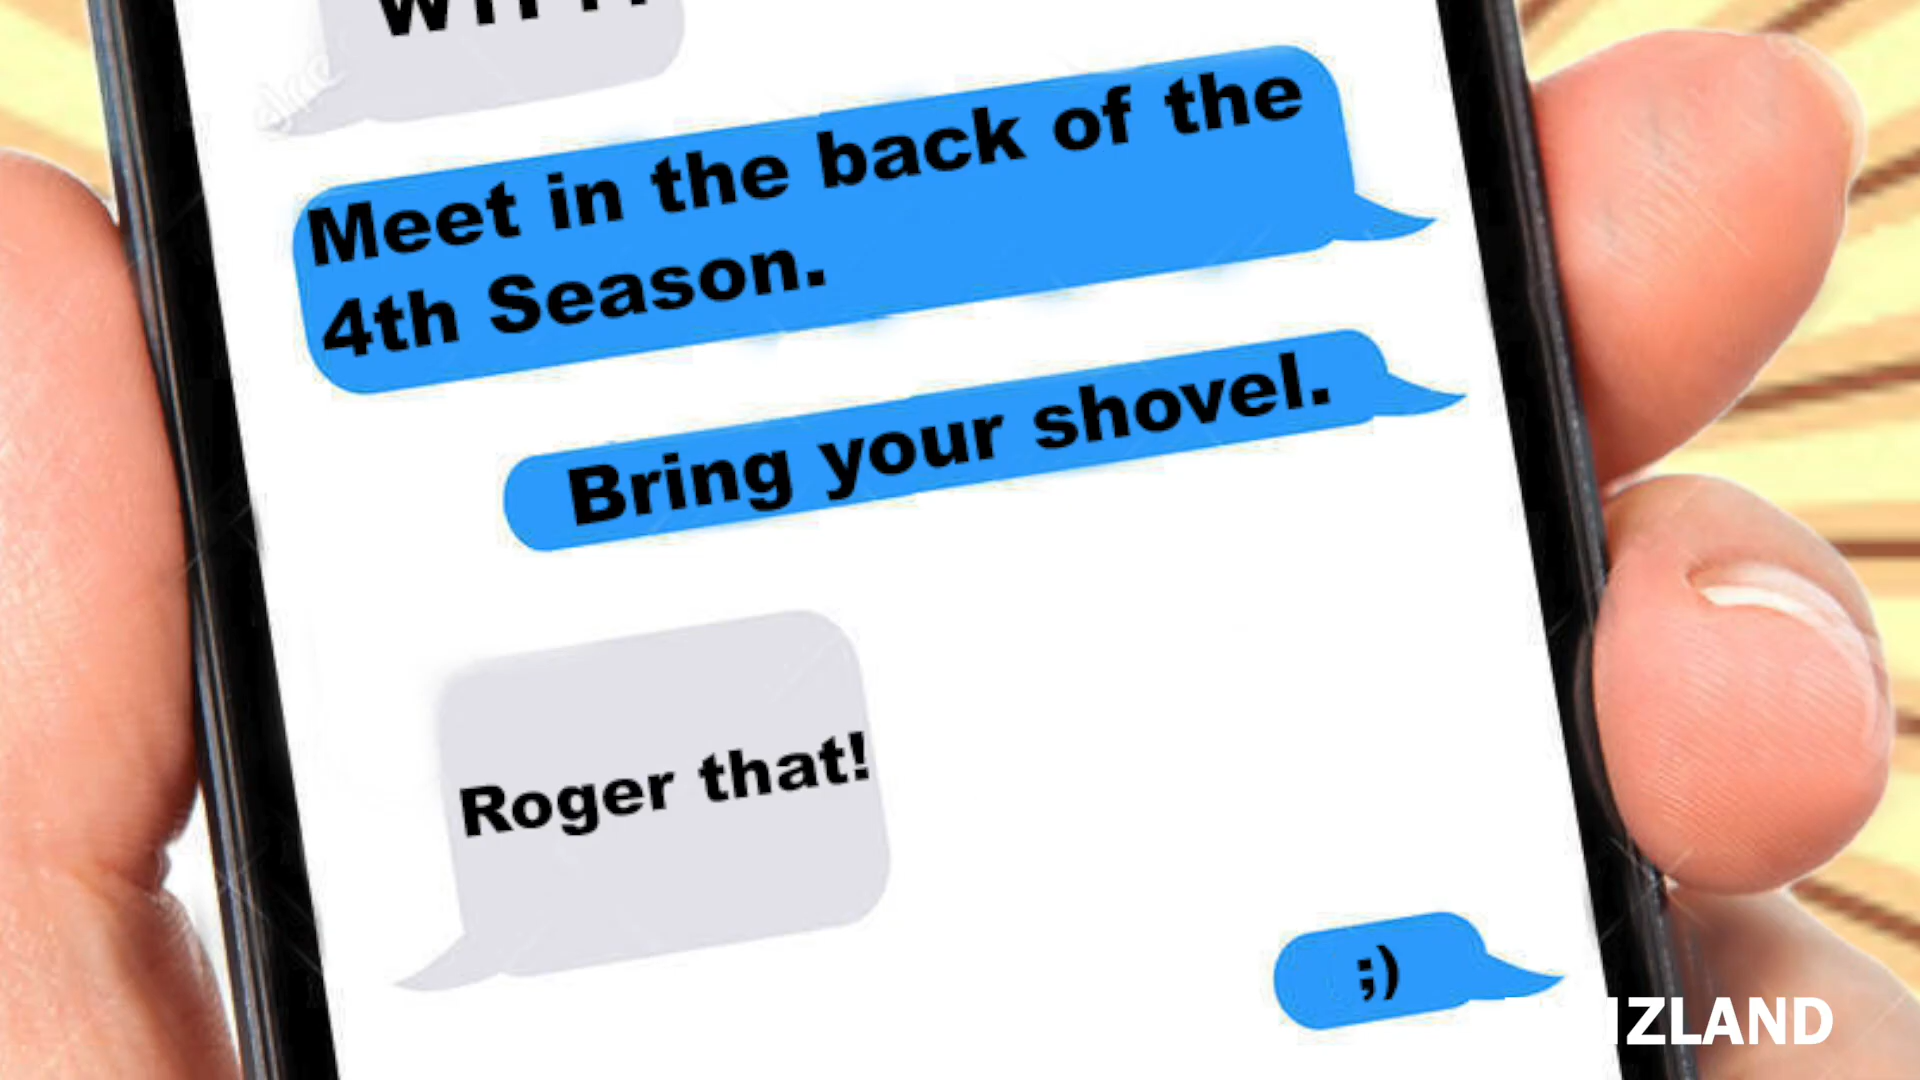 Meet in the back of the
4th Season.
Bring your shovel.
Roger that!
;)
IZLAND